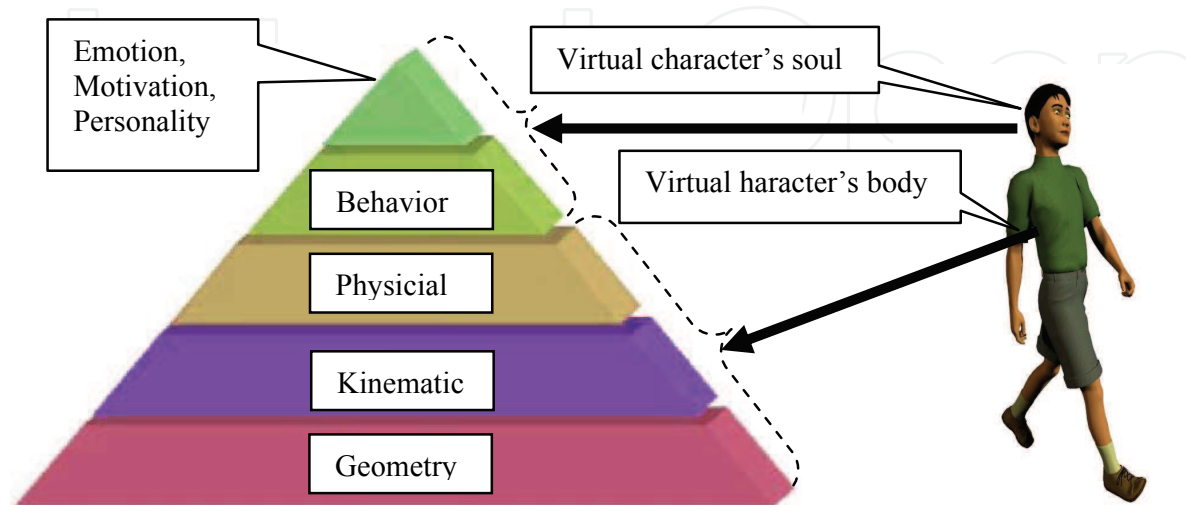 Emotion,
Motivation,
Personality
Virtual character’s soul
Virtual haracter’s body
Behavior
Physicial
Kinematic
Geometry